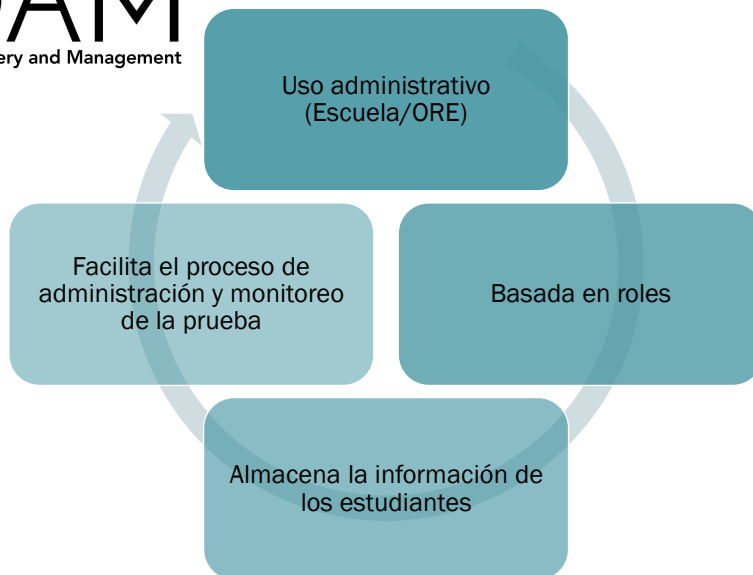 AM
ery and Management
Uso administrativo
(Escuela/ORE)
Facilita el proceso de
administración y monitoreo
de la prueba
Basada en roles
Almacena la información de
los estudiantes